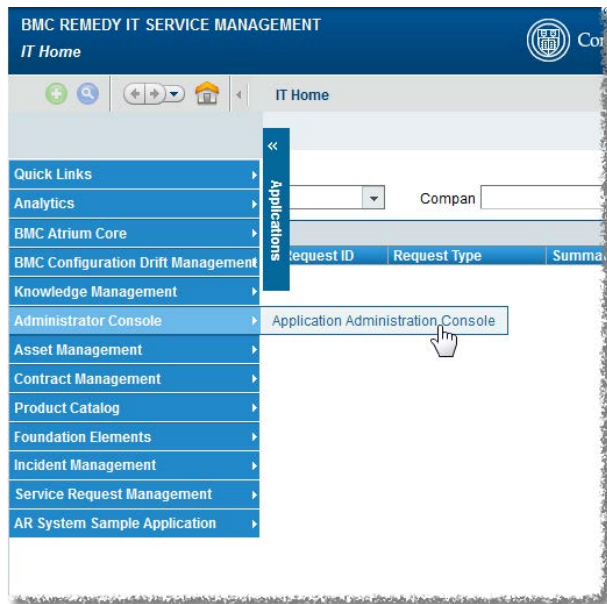 BMC REMEDY IT SERVICE MANAGEMENT
IT Home
IT Home
«
Applications
Quick Links
Analytics
BMC Atrium Core
BMC Configuration Drift Management
Knowledge Management
Administrator Console
Asset Management
Contract Management
Product Catalog
Foundation Elements
Incident Management
Service Request Management
AR System Sample Application
Compan
Request ID Request Type Summa
Application Administration Console